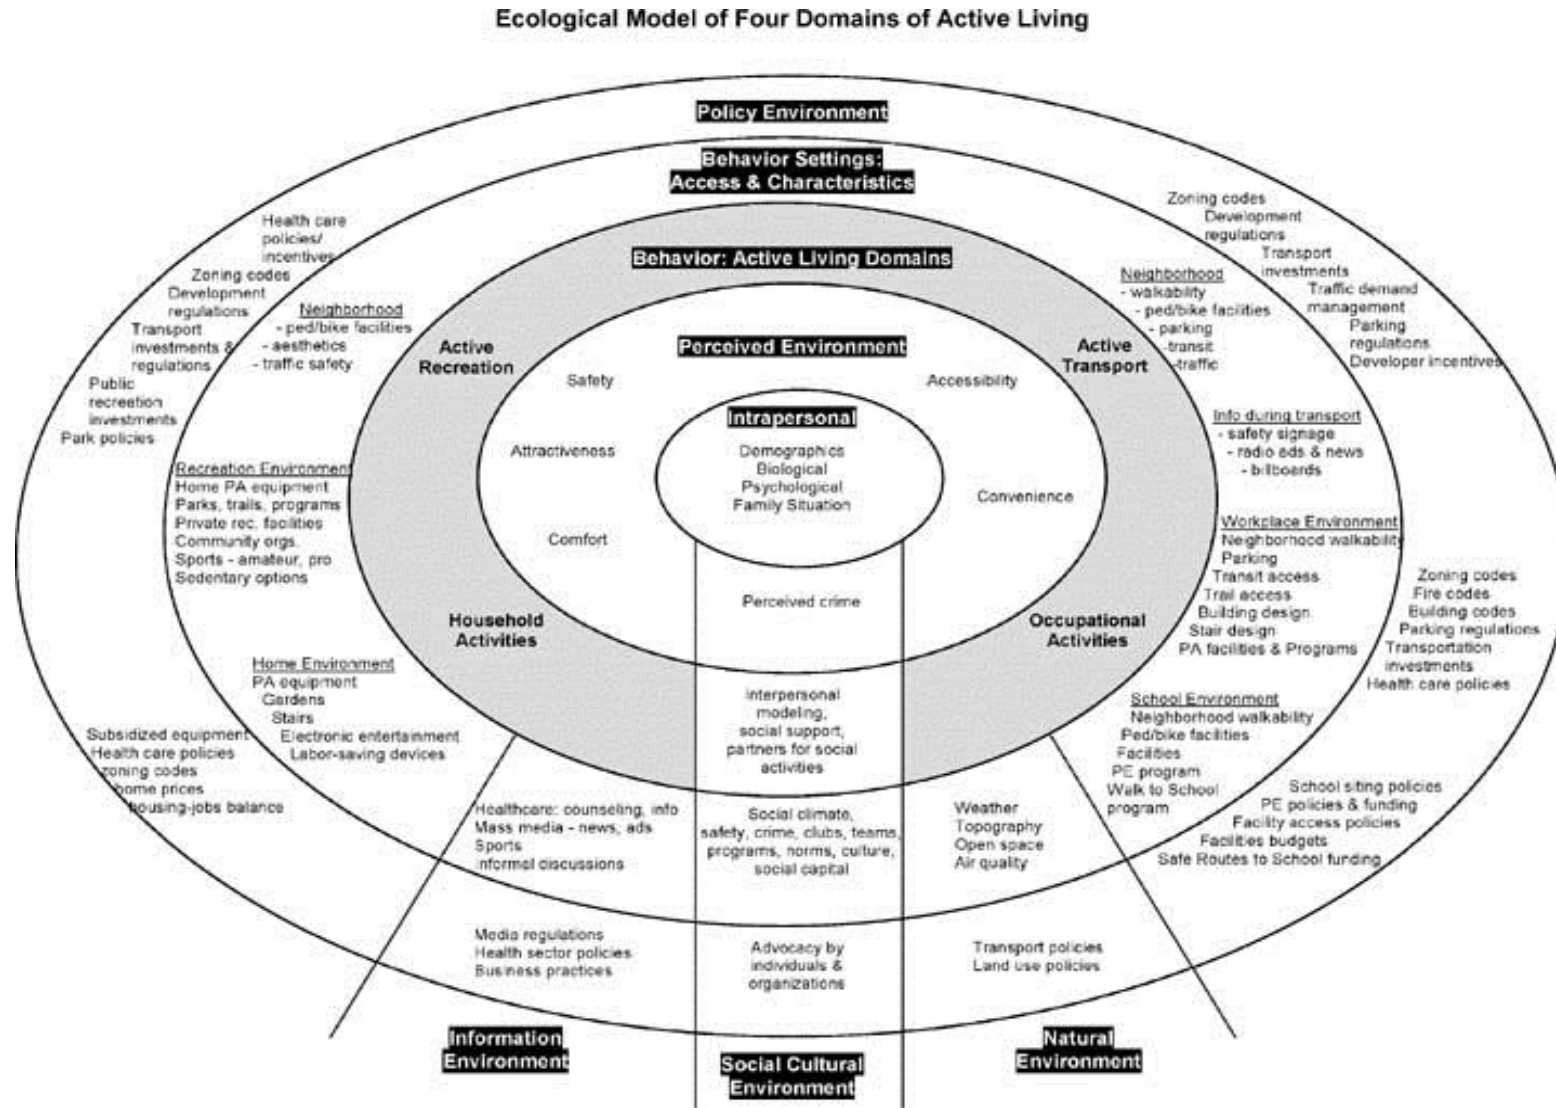 Ecological Model of Four Domains of Active Living
Policy Environment
Behavior Settings:
Access & Characteristics
Behavior: Active Living Domains
Perceived Environment
Intrapersonal
Demographics
Biological
Psychological
Family Situation
Safety
Attractiveness
Comfort
Accessibility
Convenience
Perceived crime
Active
Recreation
Active
Transport
Household
Activities
Occupational
Activities
Health care
policies/
incentives
Zoning codes
Development
regulations
Transport
investments &
regulations
Public
recreation
investments
Park policies
Neighborhood
- ped/bike facilities
- aesthetics
- traffic safety
Recreation Environment
Home PA equipment
Parks, trails, programs
Private rec. facilities
Community orgs.
Sports - amateur, pro
Sedentary options
Home Environment
PA equipment
Gardens
Stairs
Electronic entertainment
Labor-saving devices
Subsidized equipment
Health care policies
zoning codes
home prices
housing-jobs balance
Zoning codes
Development
regulations
Transport
investments
Traffic demand
management
Parking
regulations
Developer incentives
Neighborhood
- walkability
- ped/bike facilities
- parking
-transit
-traffic
Info during transport
- safety signage
- radio ads & news
- billboards
Workplace Environment
Neighborhood walkability
Parking
Transit access
Trail access
Building design
Stair design
PA facilities & Programs
Zoning codes
Fire codes
Building codes
Parking regulations
Transportation
investments
Health care policies
School Environment
Neighborhood walkability
Ped/bike facilities
Facilities
PE program
Walk to School
program
School siting policies
PE policies & funding
Facility access policies
Facilities budgets
Safe Routes to School funding
Interpersonal
modeling,
social support,
partners for social
activities
Healthcare: counseling, info
Mass media - news, ads
Sports
Informal discussions
Social climate,
safety, crime, clubs, teams,
programs, norms, culture,
social capital
Weather
Topography
Open space
Air quality
Media regulations
Health sector policies
Business practices
Advocacy by
individuals &
organizations
Transport policies
Land use policies
Information
Environment
Social Cultural
Environment
Natural
Environment